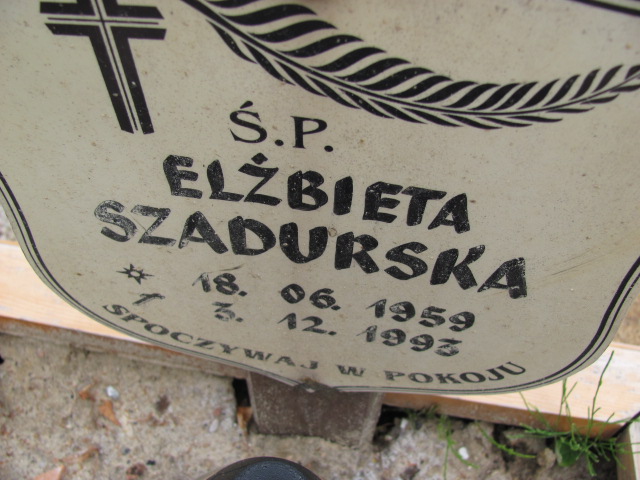 Ś.P.
ELŻBIETA
SZADURSKA
* 18. 06. 1959
† 3. 12. 1993
SPOCZYWAJ W POKOJU